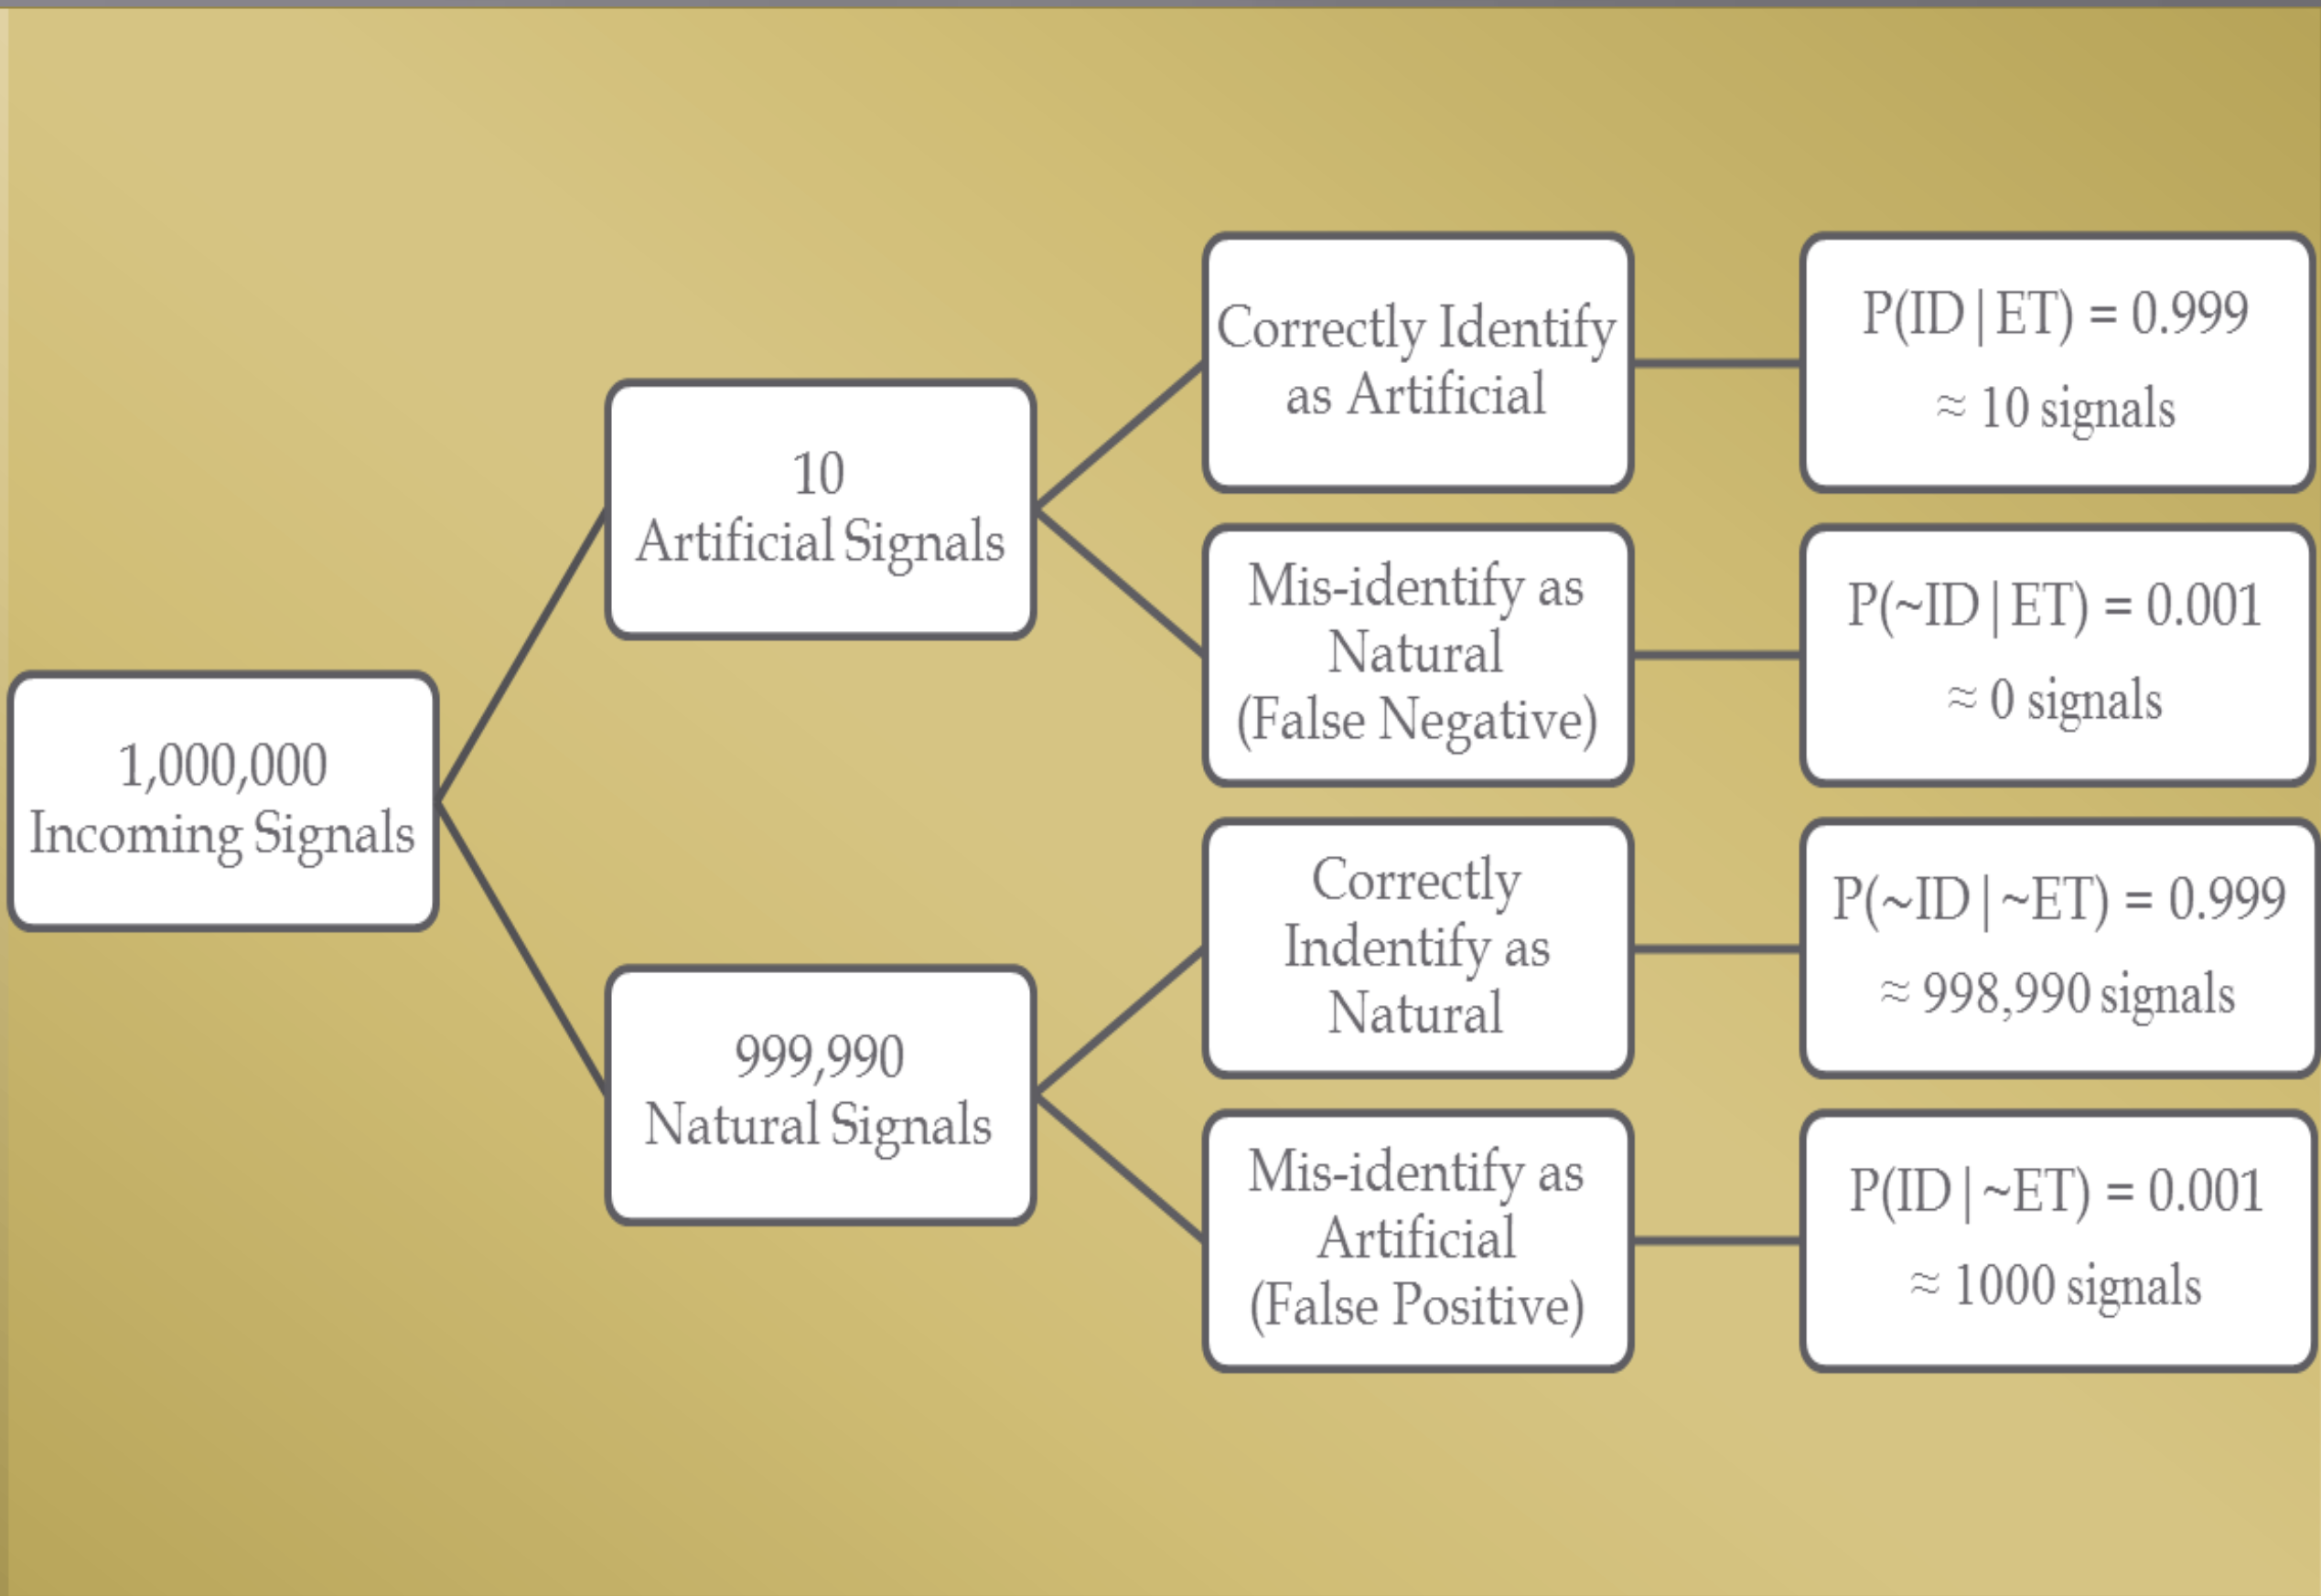 1,000,000
Incoming Signals
10
Artificial Signals
999,990
Natural Signals
Correctly Identify
as Artificial
Mis-identify as
Natural
(False Negative)
Correctly
Indentify as
Natural
Mis-identify as
Artificial
(False Positive)
P(ID|ET) = 0.999
≈ 10 signals
P(~ID|ET) = 0.001
≈ 0 signals
P(~ID|~ET) = 0.999
≈ 998,990 signals
P(ID|~ET) = 0.001
≈ 1000 signals